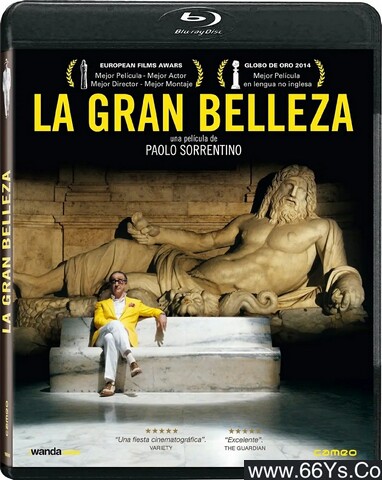 Blu-ray Disc
EUROPEAN FILMS AWARS
Mejor Película - Mejor Actor
Mejor Director - Mejor Montaje
GLOBO DE ORO 2014
Mejor Película
en lengua no inglesa
LA GRAN BELLEZA
una película de
PAOLO SORRENTINO
LA GRAN BELLEZA
cameo
wanda
★★★★★
"Una fiesta cinematográfica".
VARIETY
★★★★★
"Excelente".
THE GUARDIAN
cameo
www.66Ys.Co